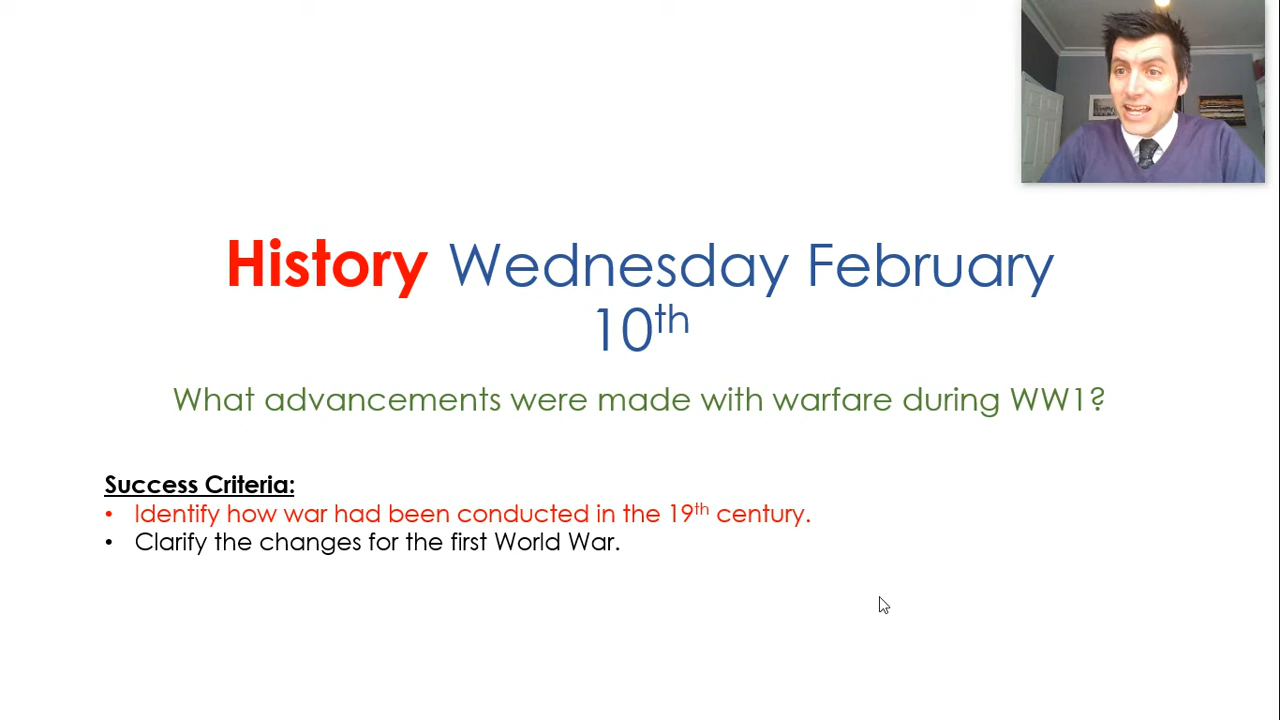 History Wednesday February
10th
What advancements were made with warfare during WW1?
Success Criteria:
• Identify how war had been conducted in the 19th century.
• Clarify the changes for the first World War.